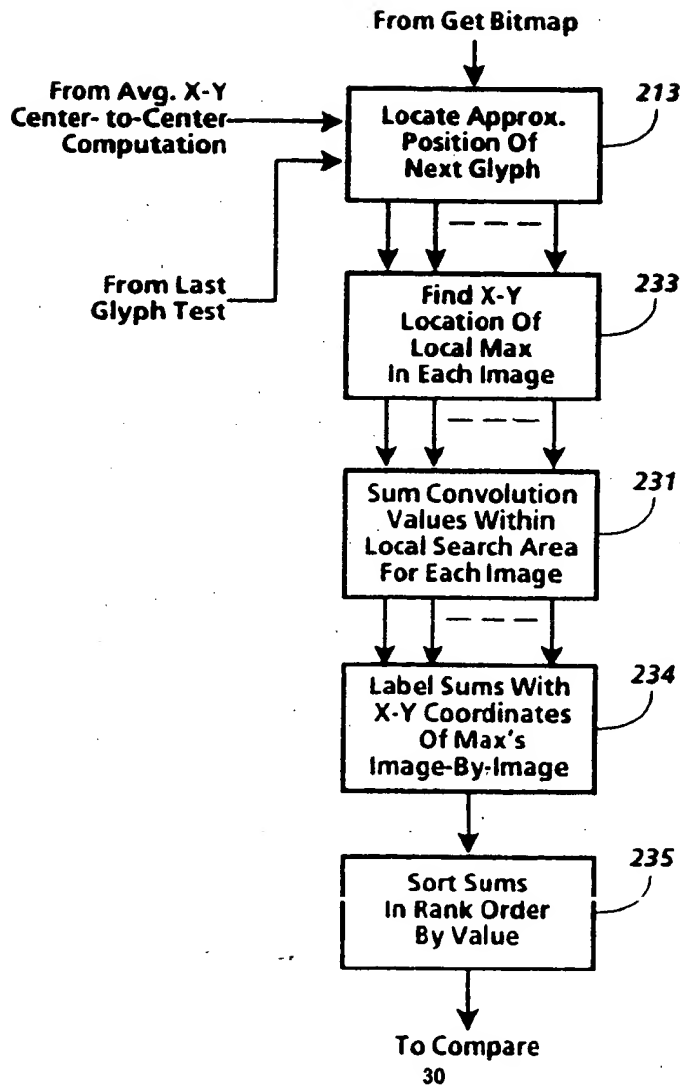 From Get Bitmap
From Avg. X-Y
Center- to-Center
Computation
213
Locate Approx.
Position Of
Next Glyph
From Last
Glyph Test
233
Find X-Y
Location Of
Local Max
In Each Image
231
Sum Convolution
Values Within
Local Search Area
For Each Image
234
Label Sums With
X-Y Coordinates
Of Max's
Image-By-Image
235
Sort Sums
In Rank Order
By Value
To Compare
30